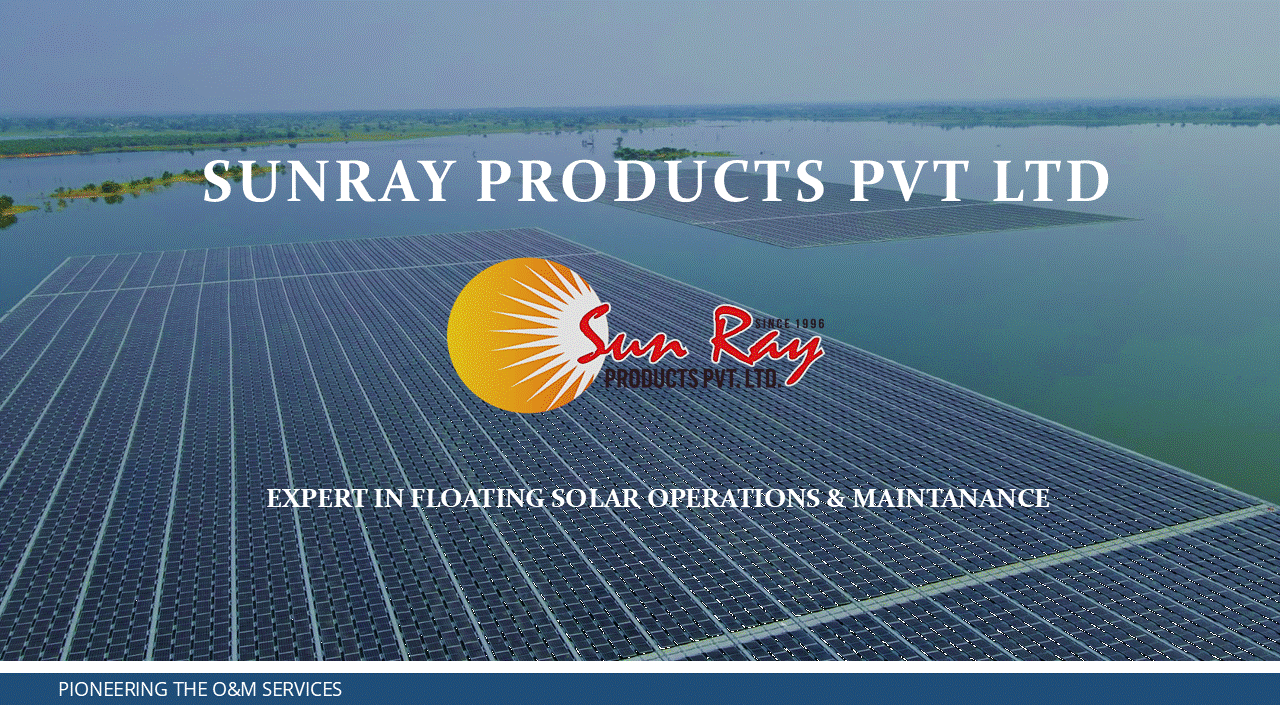 SUNRAY PRODUCTS PVT LTD
SINCE 1996
Sun Ray
PRODUCTS PVT. LTD.
EXPERT IN FLOATING SOLAR OPERATIONS & MAINTANANCE
PIONEERING THE O&M SERVICES